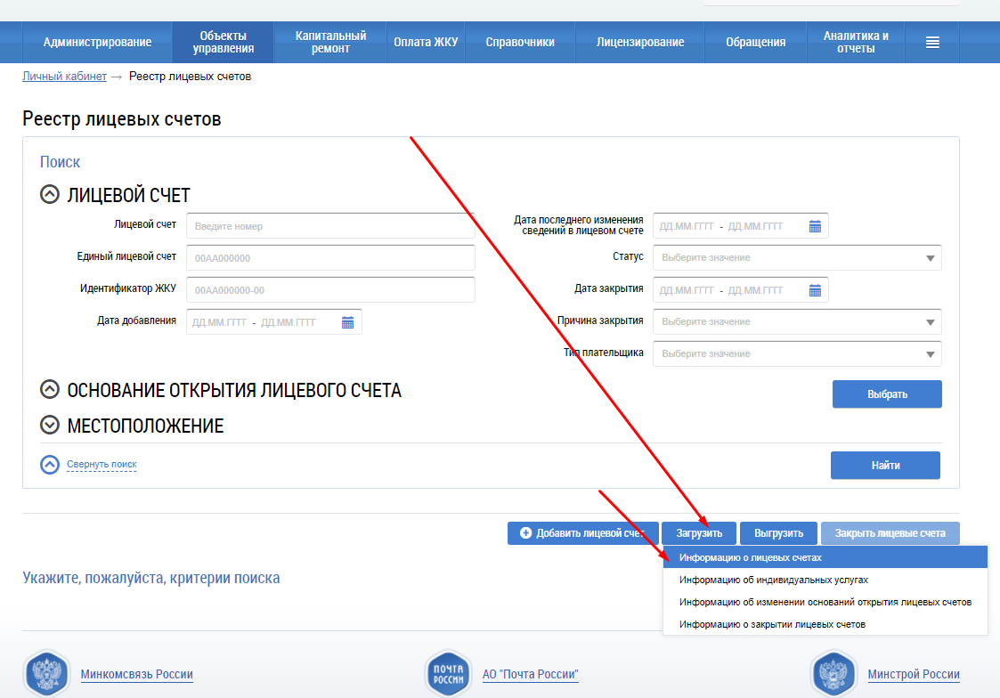 Администрирование
Объекты
управления
Капитальный
ремонт
Оплата ЖКУ
Справочники
Лицензирование
Обращения
Аналитика и
отчеты
Личный кабинет → Реестр лицевых счетов
Реестр лицевых счетов
Поиск
ЛИЦЕВОЙ СЧЕТ
Лицевой счет
Введите номер
Единый лицевой счет
00АА000000
Идентификатор ЖКУ
00АА000000-00
Дата добавления
ДД.ММ.ГГГГ - ДД.ММ.ГГГГ
Дата последнего изменения
сведений в лицевом счете
ДД.ММ.ГГГГ - ДД.ММ.ГГГГ
Статус
Выберите значение
Дата закрытия
ДД.ММ.ГГГГ - ДД.ММ.ГГГГ
Причина закрытия
Выберите значение
Тип плательщика
Выберите значение
ОСНОВАНИЕ ОТКРЫТИЯ ЛИЦЕВОГО СЧЕТА
Выбрать
МЕСТОПОЛОЖЕНИЕ
Свернуть поиск
Найти
Добавить лицевой счет
Загрузить
Выгрузить
Закрыть лицевые счета
Информацию о лицевых счетах
Информацию об индивидуальных услугах
Информацию об изменении оснований открытия лицевых счетов
Информацию о закрытии лицевых счетов
Укажите, пожалуйста, критерии поиска
Минкомсвязь России
ПОЧТА
РОССИИ
АО "Почта России"
Минстрой России